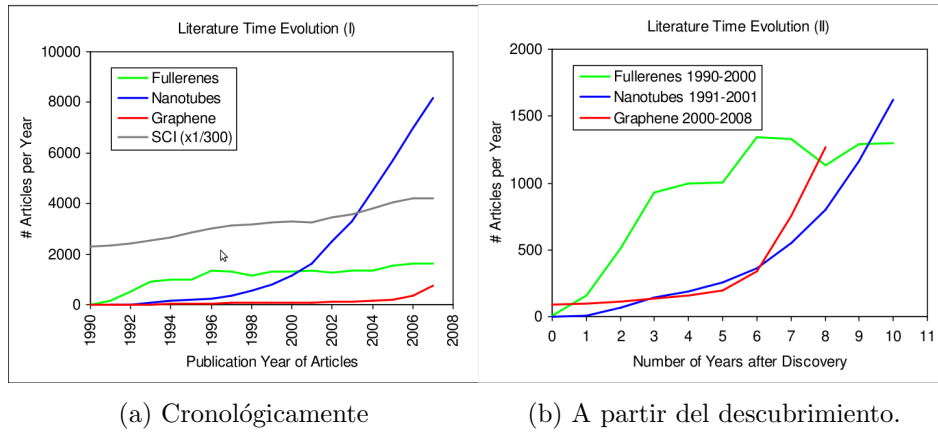 Literature Time Evolution (I)
# Articles per Year
10000
8000
6000
4000
2000
0
Fullerenes
Nanotubes
Graphene
SCI (x1/300)
1990
1992
1994
1996
1998
2000
2002
2004
2006
2008
Publication Year of Articles
(a) Cronológicamente
Literature Time Evolution (II)
# Articles per Year
2000
1500
1000
500
0
Fullerenes 1990-2000
Nanotubes 1991-2001
Graphene 2000-2008
0 1 2 3 4 5 6 7 8 9 10 11
Number of Years after Discovery
(b) A partir del descubrimiento.